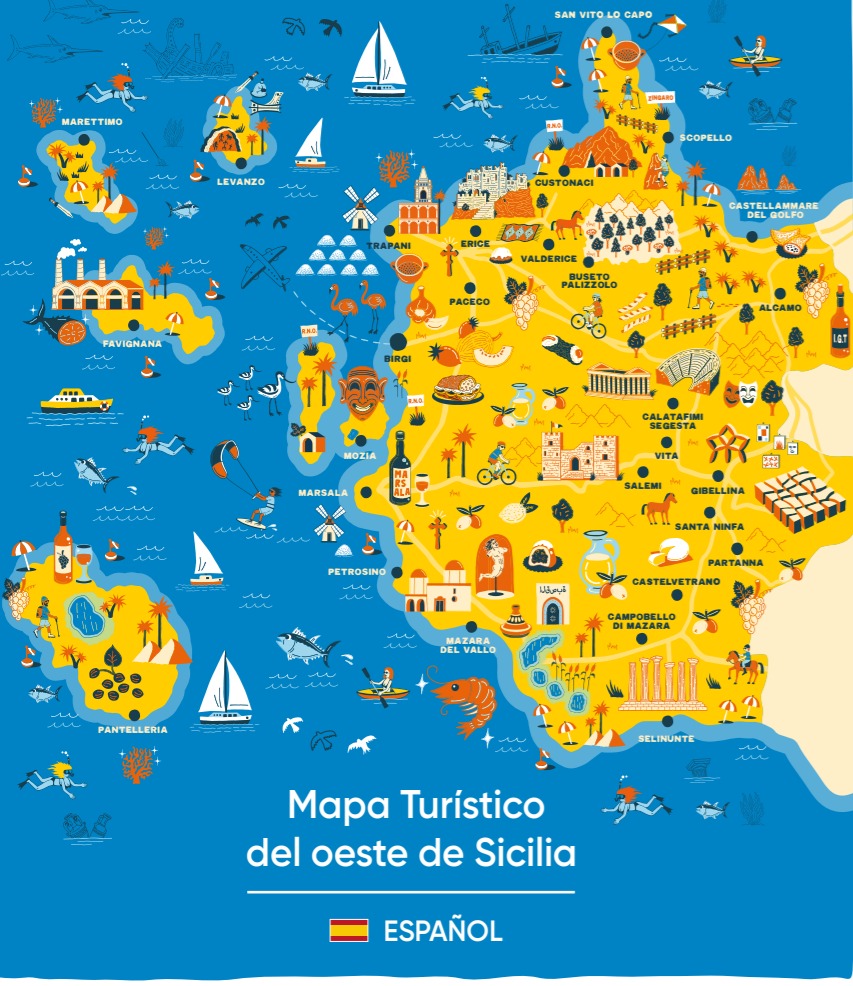 SAN VITO LO CAPO
ZINGARO
MARETTIMO
R.N.O.
SCOPELLO
LEVANZO
CUSTONACI
CASTELLAMMARE
DEL GOLFO
TRAPANI
ERICE
VALDERICE
BUSETO
PALIZZOLO
PACECO
ALCAMO
I.G.T
R.N.O.
FAVIGNANA
BIRGI
R.N.O.
CALATAFIMI
SEGESTA
MOZIA
VITA
MAR
SALA
SALEMI
GIBELLINA
MARSALA
SANTA NINFA
PARTANNA
PETROSINO
CASTELVETRANO
CAMPOBELLO
DI MAZARA
MAZARA
DEL VALLO
PANTELLERIA
SELINUNTE
Mapa Turístico
del oeste de Sicilia
ESPAÑOL